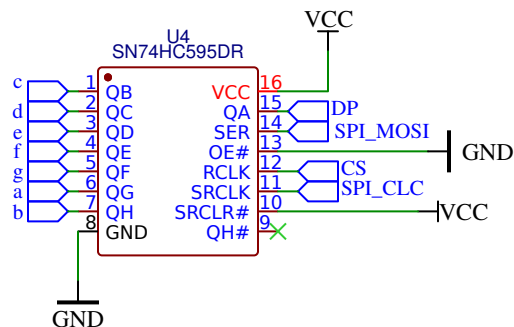 VCC
U4
SN74HC595DR
c 1 QB VCC 16
d 2 QC QA 15 DP
e 3 QD SER 14 SPI_MOSI
f 4 QE OE# 13 GND
g 5 QF RCLK 12 CS
a 6 QG SRCLK 11 SPI_CLC
b 7 QH SRCLR# 10 VCC
8 GND QH# 9
GND